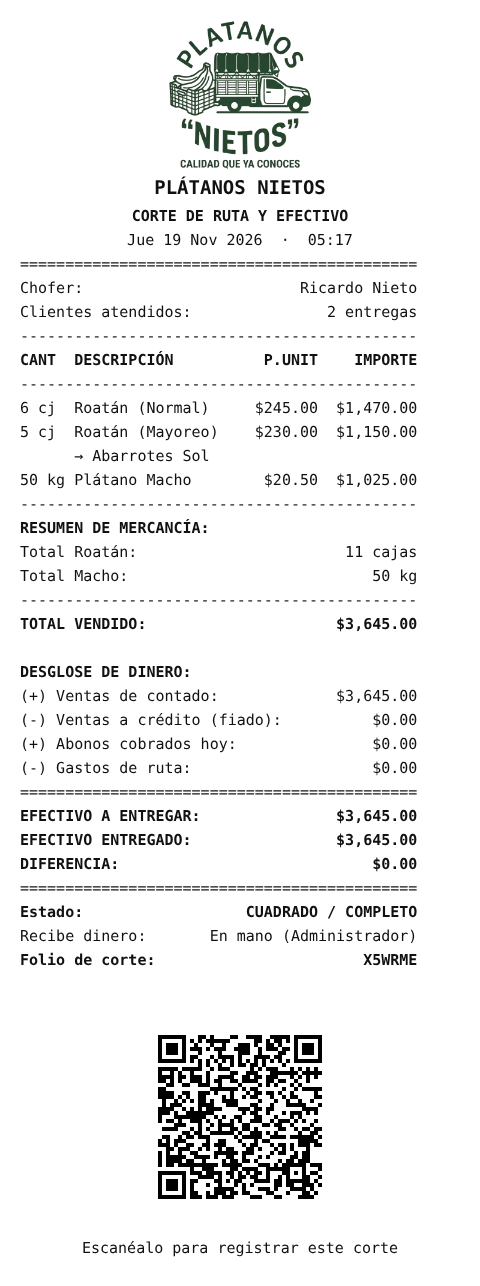 PLATANOS
"NIETOS"
CALIDAD QUE YA CONOCES
PLÁTANOS NIETOS
CORTE DE RUTA Y EFECTIVO
Jue 19 Nov 2026 · 05:17
============================================
Chofer: Ricardo Nieto
Clientes atendidos: 2 entregas
--------------------------------------------
CANT DESCRIPCIÓN P.UNIT IMPORTE
--------------------------------------------
6 cj Roatán (Normal) $245.00 $1,470.00
5 cj Roatán (Mayoreo) $230.00 $1,150.00
→ Abarrotes Sol
50 kg Plátano Macho $20.50 $1,025.00
--------------------------------------------
RESUMEN DE MERCANCÍA:
Total Roatán: 11 cajas
Total Macho: 50 kg
--------------------------------------------
TOTAL VENDIDO: $3,645.00
DESGLOSE DE DINERO:
(+) Ventas de contado: $3,645.00
(-) Ventas a crédito (fiado): $0.00
(+) Abonos cobrados hoy: $0.00
(-) Gastos de ruta: $0.00
============================================
EFECTIVO A ENTREGAR: $3,645.00
EFECTIVO ENTREGADO: $3,645.00
DIFERENCIA: $0.00
============================================
Estado: CUADRADO / COMPLETO
Recibe dinero: En mano (Administrador)
Folio de corte: X5WRME
Escanéalo para registrar este corte